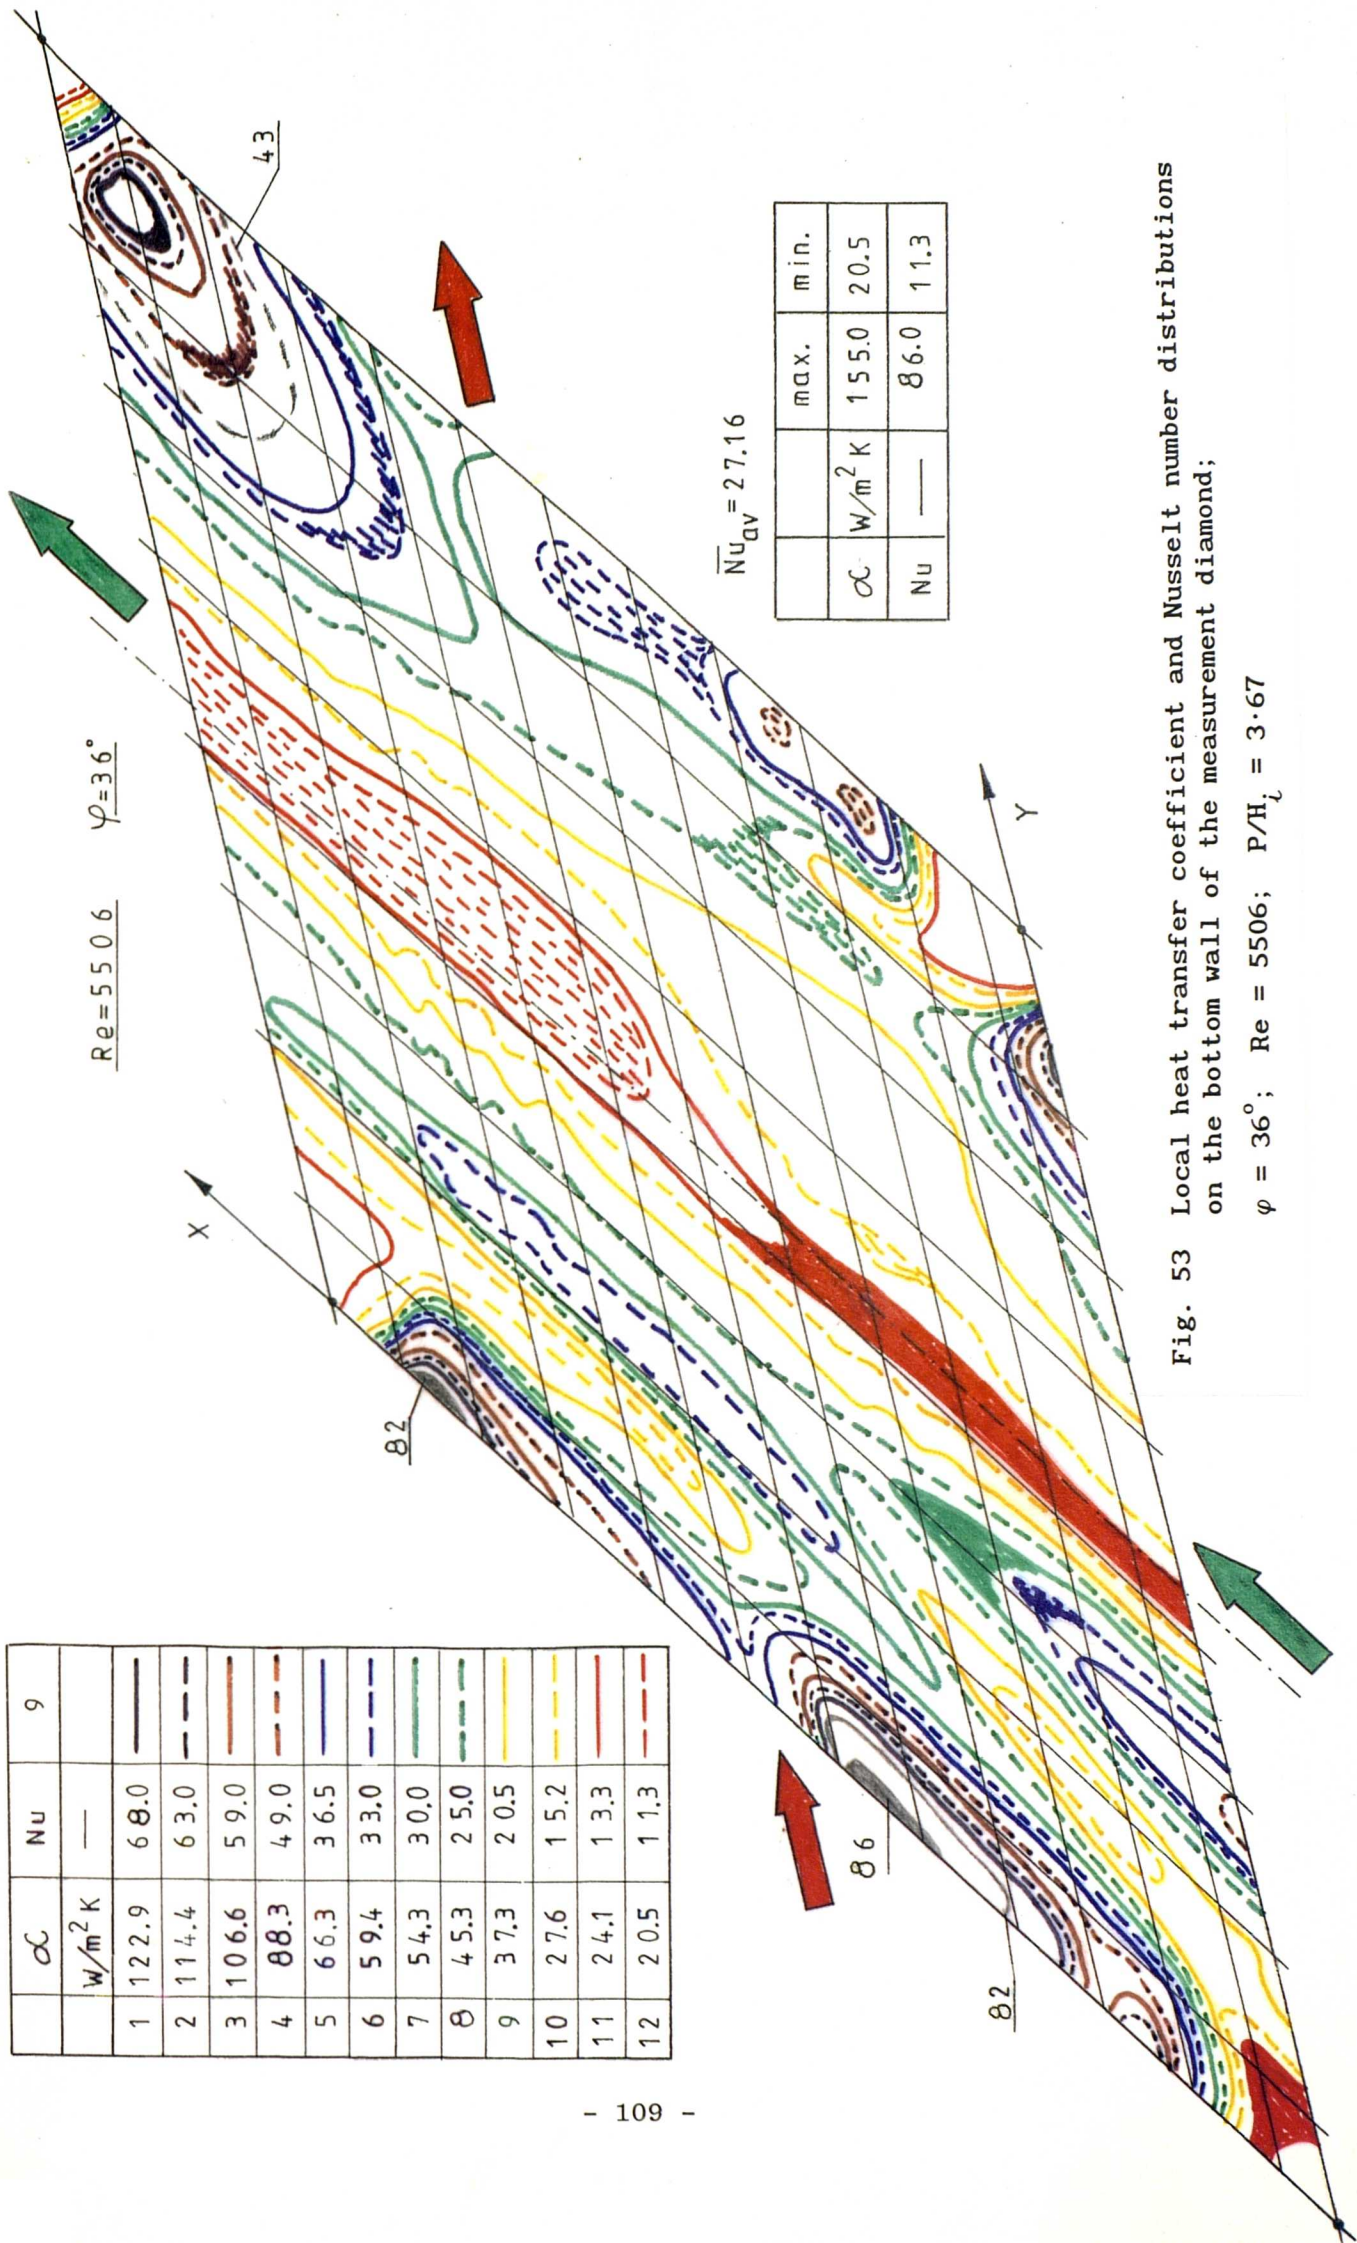 α Nu 9
W/m² K —
1 122.9 68.0
2 114.4 63.0
3 106.6 59.0
4 88.3 49.0
5 66.3 36.5
6 59.4 33.0
7 54.3 30.0
8 45.3 25.0
9 37.3 20.5
10 27.6 15.2
11 24.1 13.3
12 20.5 11.3
Re=5506 φ=36°
X
Y
82
86
82
43
N̅u̅av=27.16
max. min.
α W/m² K 155.0 20.5
Nu — 86.0 11.3
Fig. 53 Local heat transfer coefficient and Nusselt number distributions
on the bottom wall of the measurement diamond;
φ = 36°; Re = 5506; P/Hi = 3·67
- 109 -